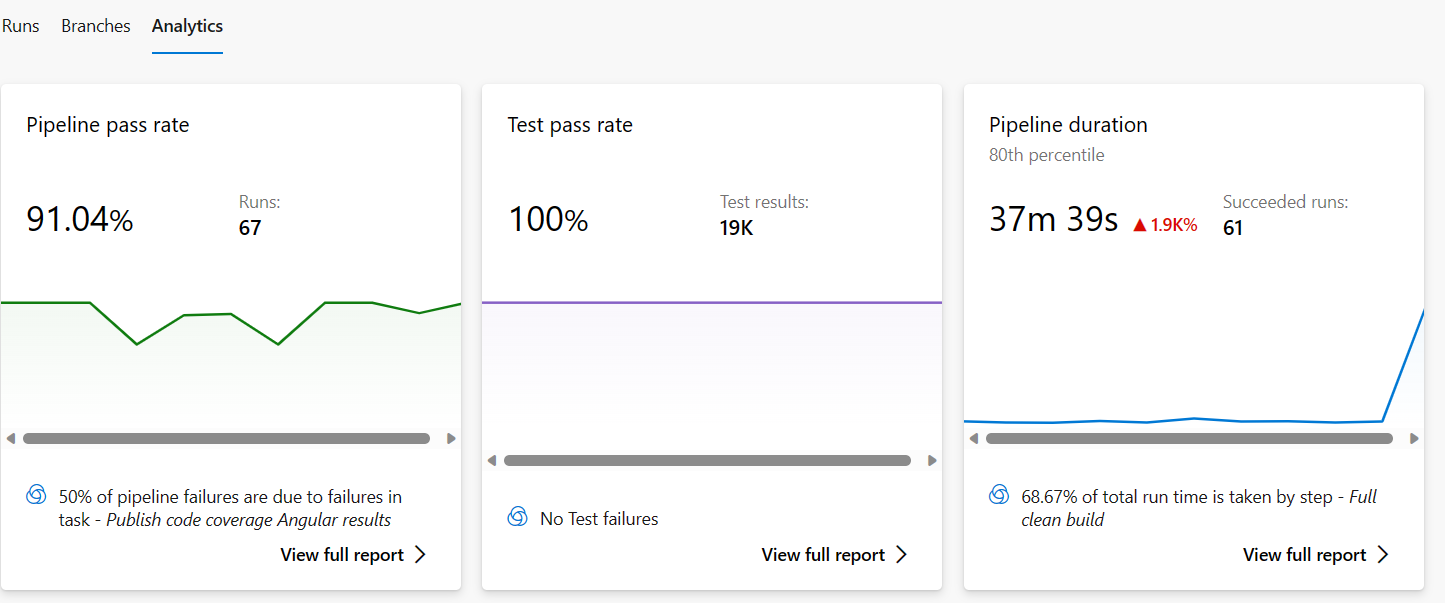 Runs Branches Analytics
Pipeline pass rate
91.04%
Runs:
67
50% of pipeline failures are due to failures in
task - Publish code coverage Angular results
View full report
Test pass rate
100%
Test results:
19K
No Test failures
View full report
Pipeline duration
80th percentile
37m 39s ▲1.9K%
Succeeded runs:
61
68.67% of total run time is taken by step - Full
clean build
View full report